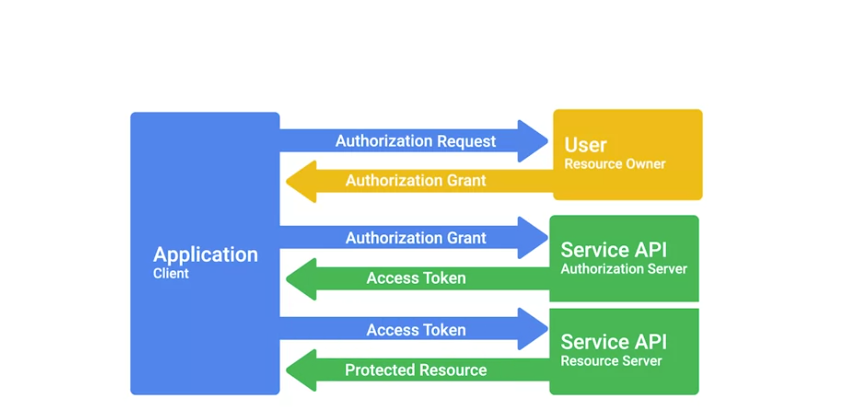 Authorization Request
User
Resource Owner
Authorization Grant
Application
Client
Authorization Grant
Service API
Authorization Server
Access Token
Access Token
Service API
Resource Server
Protected Resource